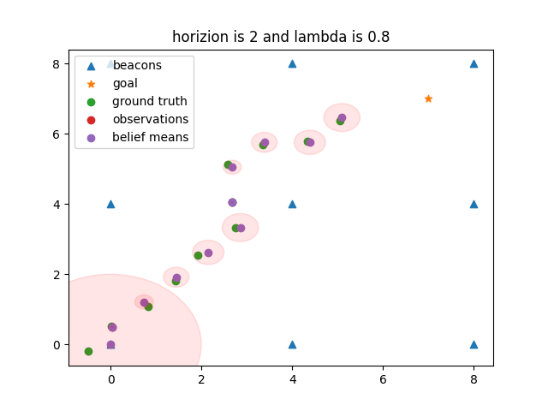 horizion is 2 and lambda is 0.8
beacons
goal
ground truth
observations
belief means
8
6
4
2
0
0 2 4 6 8